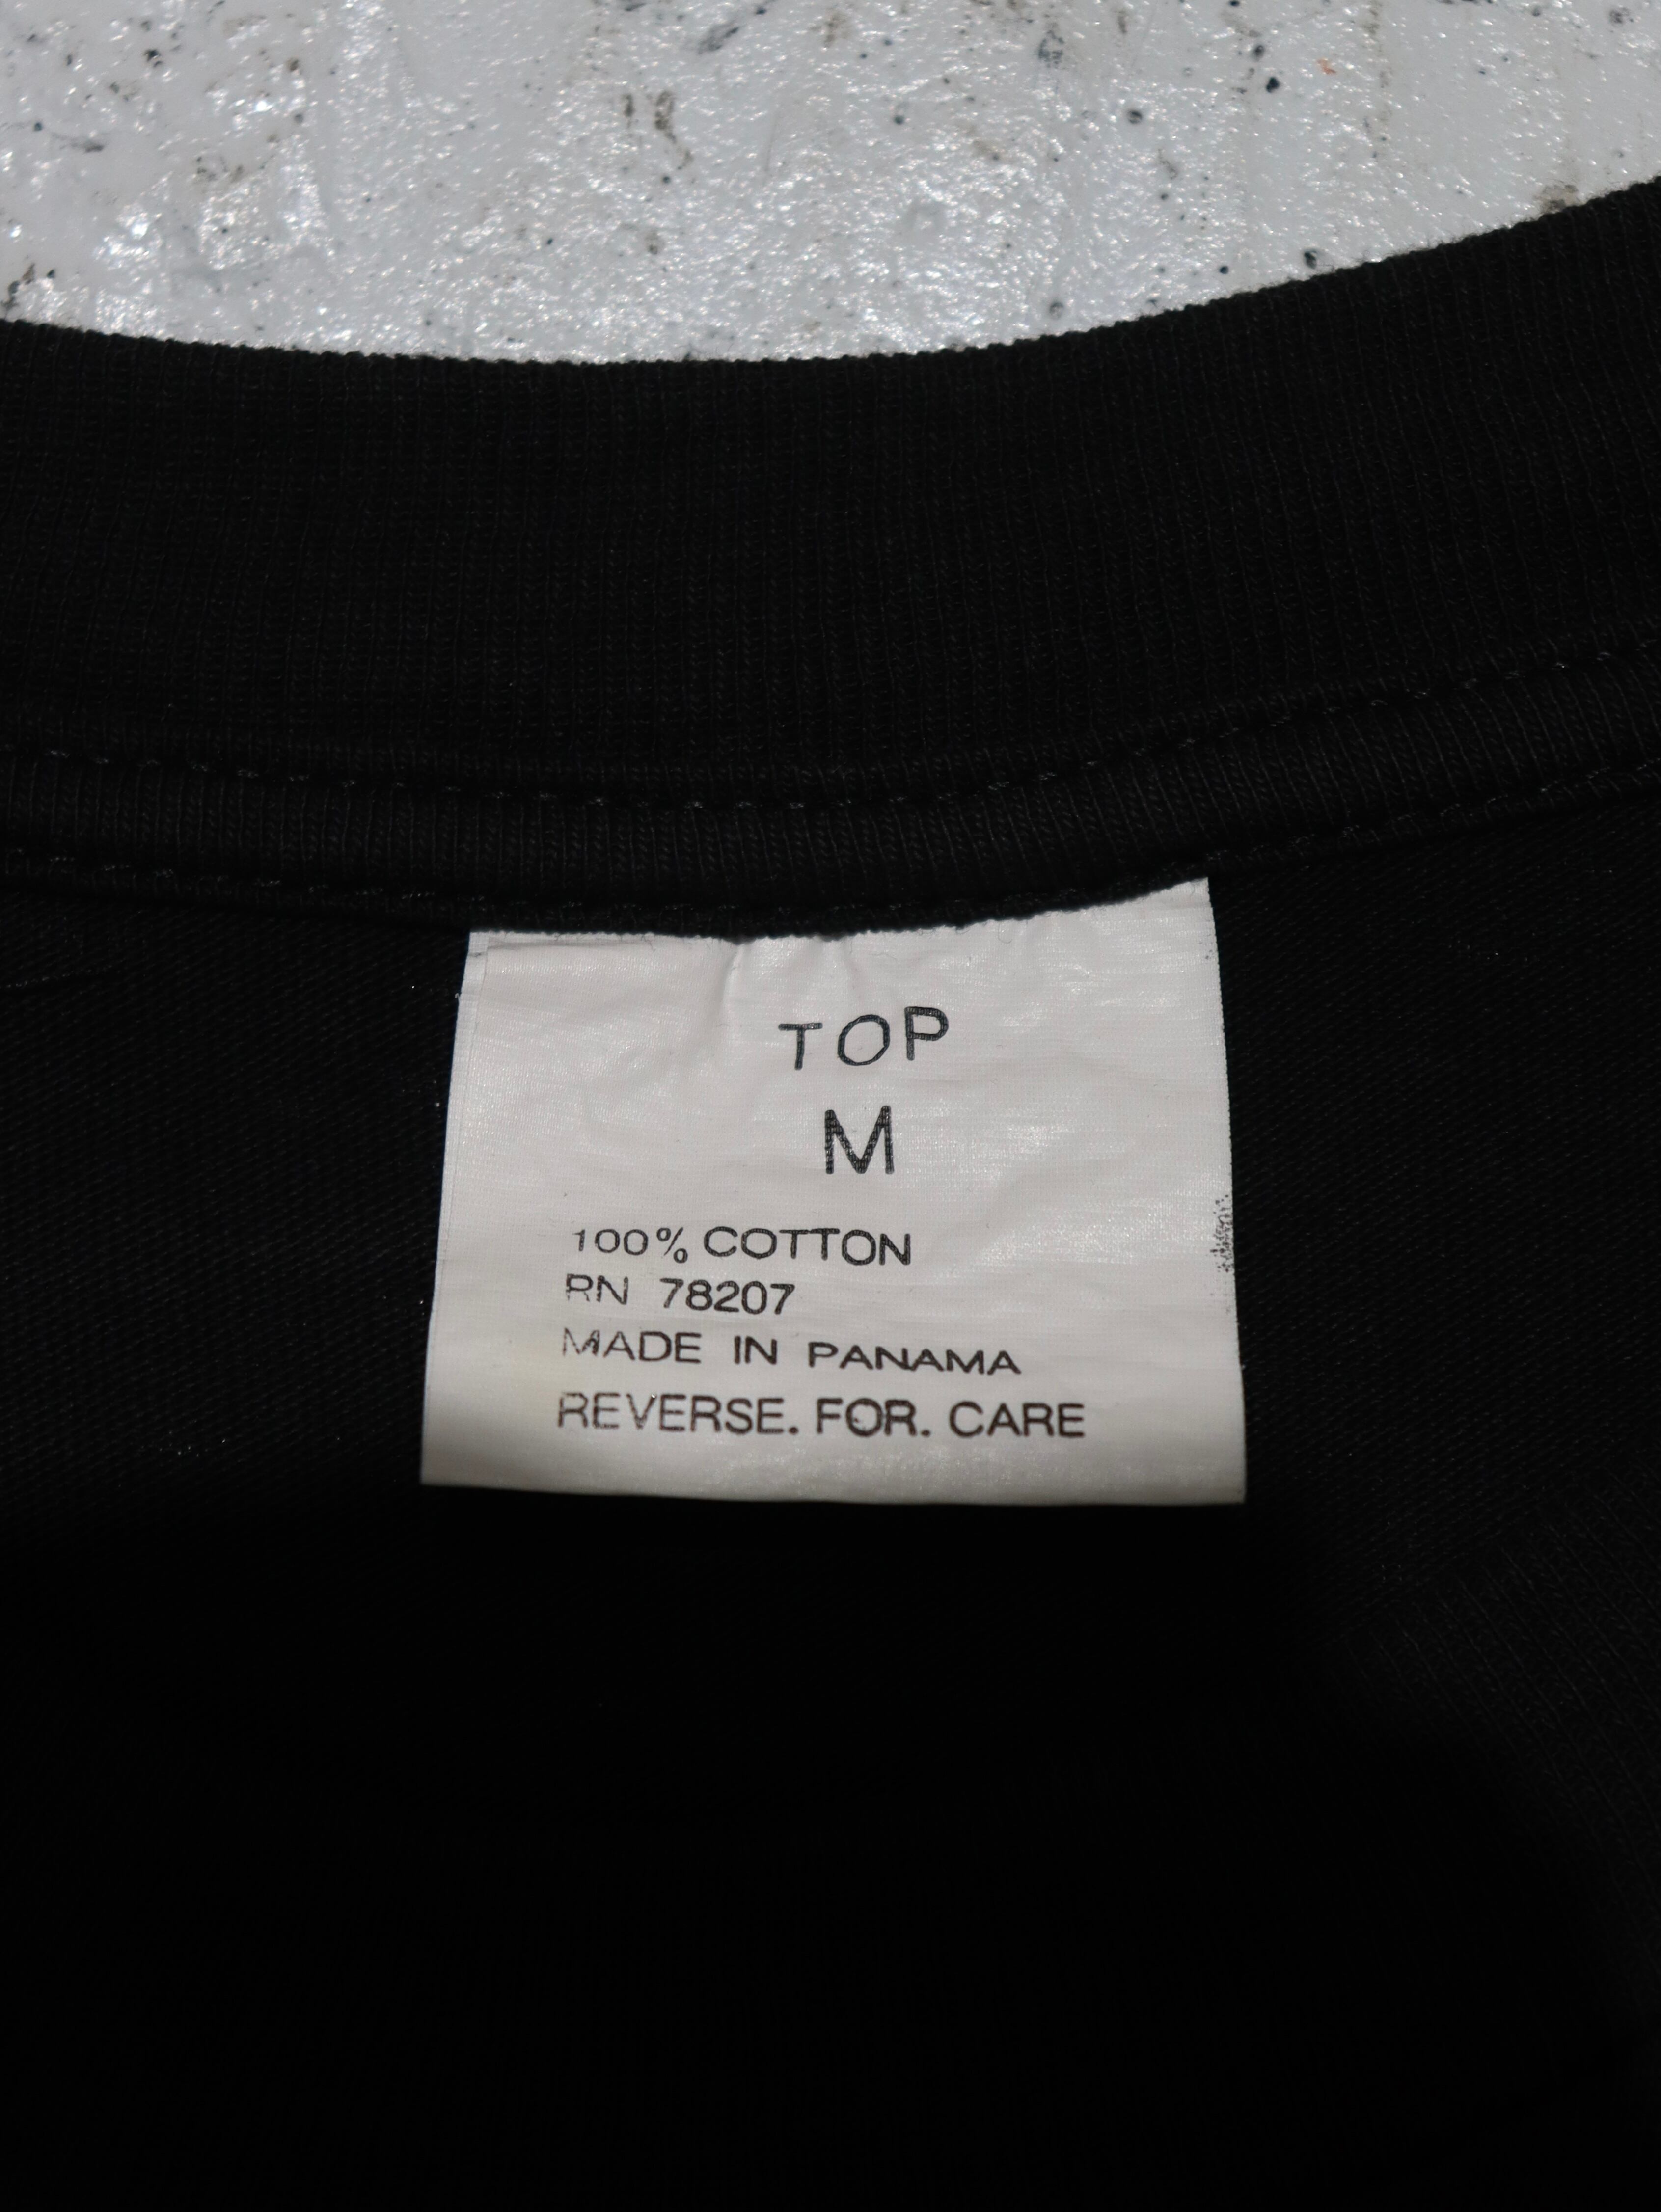 TOP
M
100% COTTON
RN 78207
MADE IN PANAMA
REVERSE. FOR. CARE